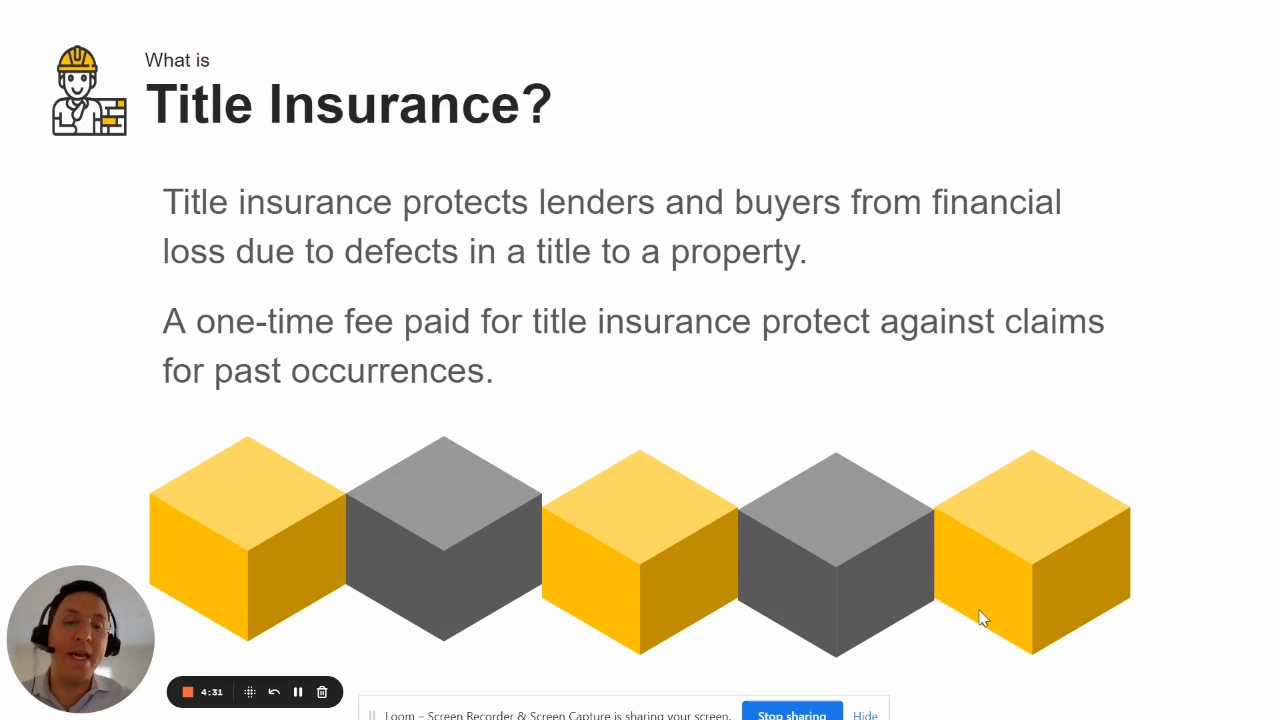 What is
Title Insurance?
Title insurance protects lenders and buyers from financial
loss due to defects in a title to a property.
A one-time fee paid for title insurance protect against claims
for past occurrences.
4:31
Loom – Screen Recorder & Screen Capture is sharing your screen.
Stop sharing
Hide